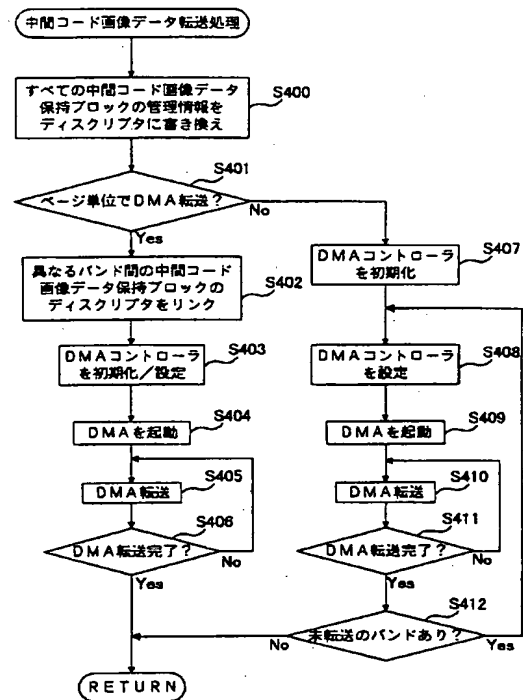 中間コード画像データ転送処理
すべての中間コード画像データ
保持ブロックの管理情報を
ディスクリプタに書き換え
S400
S401
ページ単位でDMA転送？
No
Yes
異なるバンド間の中間コード
画像データ保持ブロックの
ディスクリプタをリンク
S402
DMAコントローラ
を初期化／設定
S403
DMAを起動
S404
DMA転送
S405
S406
DMA転送完了？
No
Yes
DMAコントローラ
を初期化
S407
DMAコントローラ
を設定
S408
DMAを起動
S409
DMA転送
S410
S411
DMA転送完了？
No
Yes
S412
未転送のバンドあり？
No
Yes
RETURN